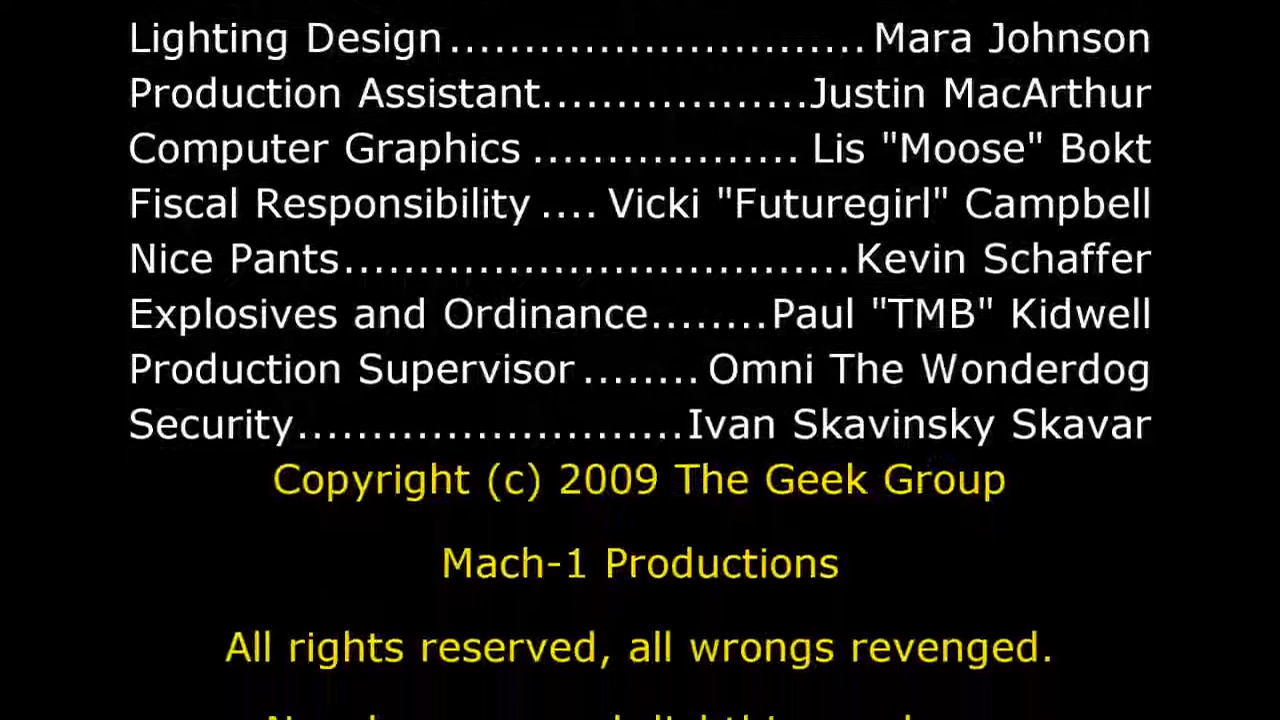 Lighting Design............................ Mara Johnson
Production Assistant..................Justin MacArthur
Computer Graphics .................. Lis "Moose" Bokt
Fiscal Responsibility .... Vicki "Futuregirl" Campbell
Nice Pants..................................Kevin Schaffer
Explosives and Ordinance........Paul "TMB" Kidwell
Production Supervisor ........ Omni The Wonderdog
Security..........................Ivan Skavinsky Skavar
Copyright (c) 2009 The Geek Group
Mach-1 Productions
All rights reserved, all wrongs revenged.